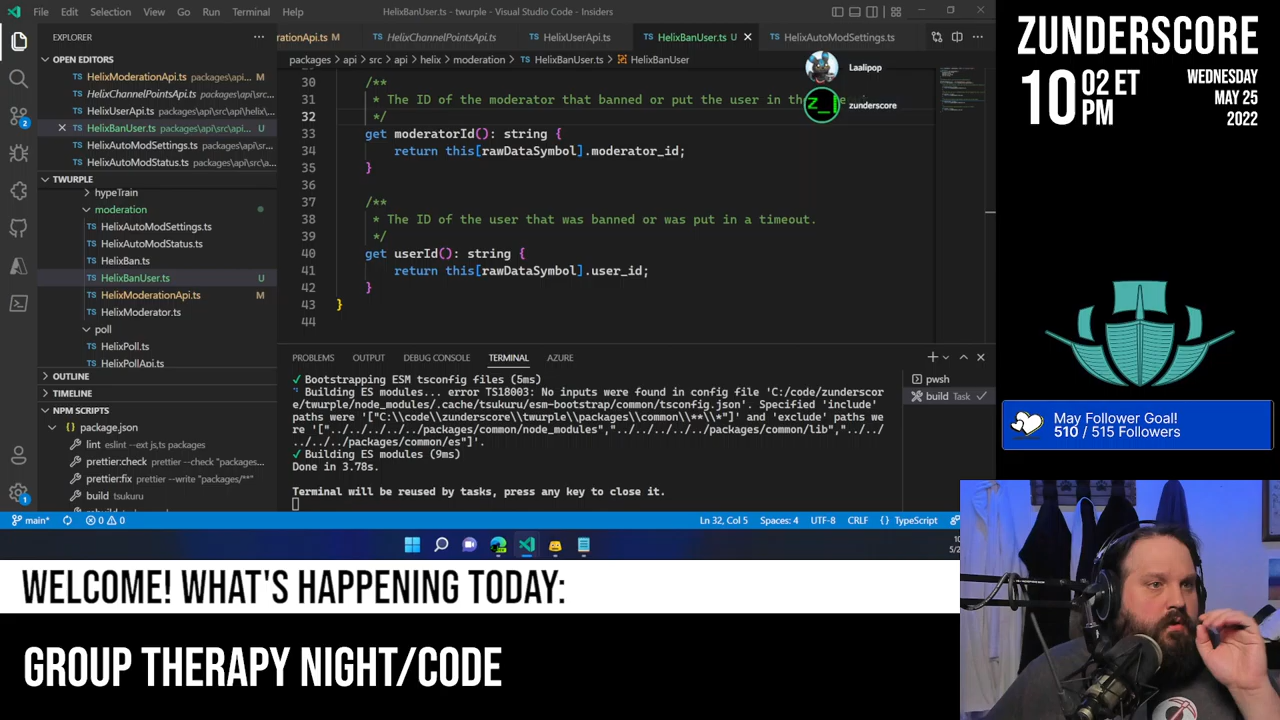 File Edit Selection View Go Run Terminal Help
HelixBanUser.ts - twurple - Visual Studio Code - Insiders
EXPLORER
OPEN EDITORS
HelixModerationApi.ts packages\api...
HelixChannelPointsApi.ts packages\...
HelixUserApi.ts packages\api\src\api\helix...
HelixBanUser.ts packages\api\src\api... U
HelixAutoModSettings.ts packages\api\...
HelixAutoModStatus.ts packages\api\sr...
TWURPLE
hypeTrain
moderation
HelixAutoModSettings.ts
HelixAutoModStatus.ts
HelixBan.ts
HelixBanUser.ts U
HelixModerationApi.ts M
HelixModerator.ts
poll
HelixPoll.ts
HelixPollApi.ts
OUTLINE
TIMELINE
NPM SCRIPTS
package.json
lint eslint --ext js,ts packages
prettier:check prettier --check "packages...
prettier:fix prettier --write "packages/**"
build tsukuru
rationApi.ts M HelixChannelPointsApi.ts HelixUserApi.ts HelixBanUser.ts U HelixAutoModSettings.ts
packages > api > src > api > helix > moderation > HelixBanUser.ts > HelixBanUser
30 /**
31 * The ID of the moderator that banned or put the user in th
32 */
33 get moderatorId(): string {
34 return this[rawDataSymbol].moderator_id;
35 }
36
37 /**
38 * The ID of the user that was banned or was put in a timeout.
39 */
40 get userId(): string {
41 return this[rawDataSymbol].user_id;
42 }
43 }
44
Laalipop
z_
zunderscore
PROBLEMS OUTPUT DEBUG CONSOLE TERMINAL AZURE
✓ Bootstrapping ESM tsconfig files (5ms)
Building ES modules... error TS18003: No inputs were found in config file 'C:/code/zunderscor
e/twurple/node_modules/.cache/tsukuru/esm-bootstrap/common/tsconfig.json'. Specified 'include'
paths were '["C:\\code\\zunderscore\\twurple\\packages\\common\\**\\*"]' and 'exclude' paths we
re '["../../../../../packages/common/node_modules","../../../../../packages/common/lib","../../
../../../packages/common/es"]'.
✓ Building ES modules (9ms)
Done in 3.78s.
Terminal will be reused by tasks, press any key to close it.
pwsh
build Task ✓
main* 0 0
Ln 32, Col 5 Spaces: 4 UTF-8 CRLF {} TypeScript
WELCOME! WHAT'S HAPPENING TODAY:
GROUP THERAPY NIGHT/CODE
ZUNDERSCORE
10 02 ET PM
WEDNESDAY
MAY 25
2022
May Follower Goal!
510 / 515 Followers